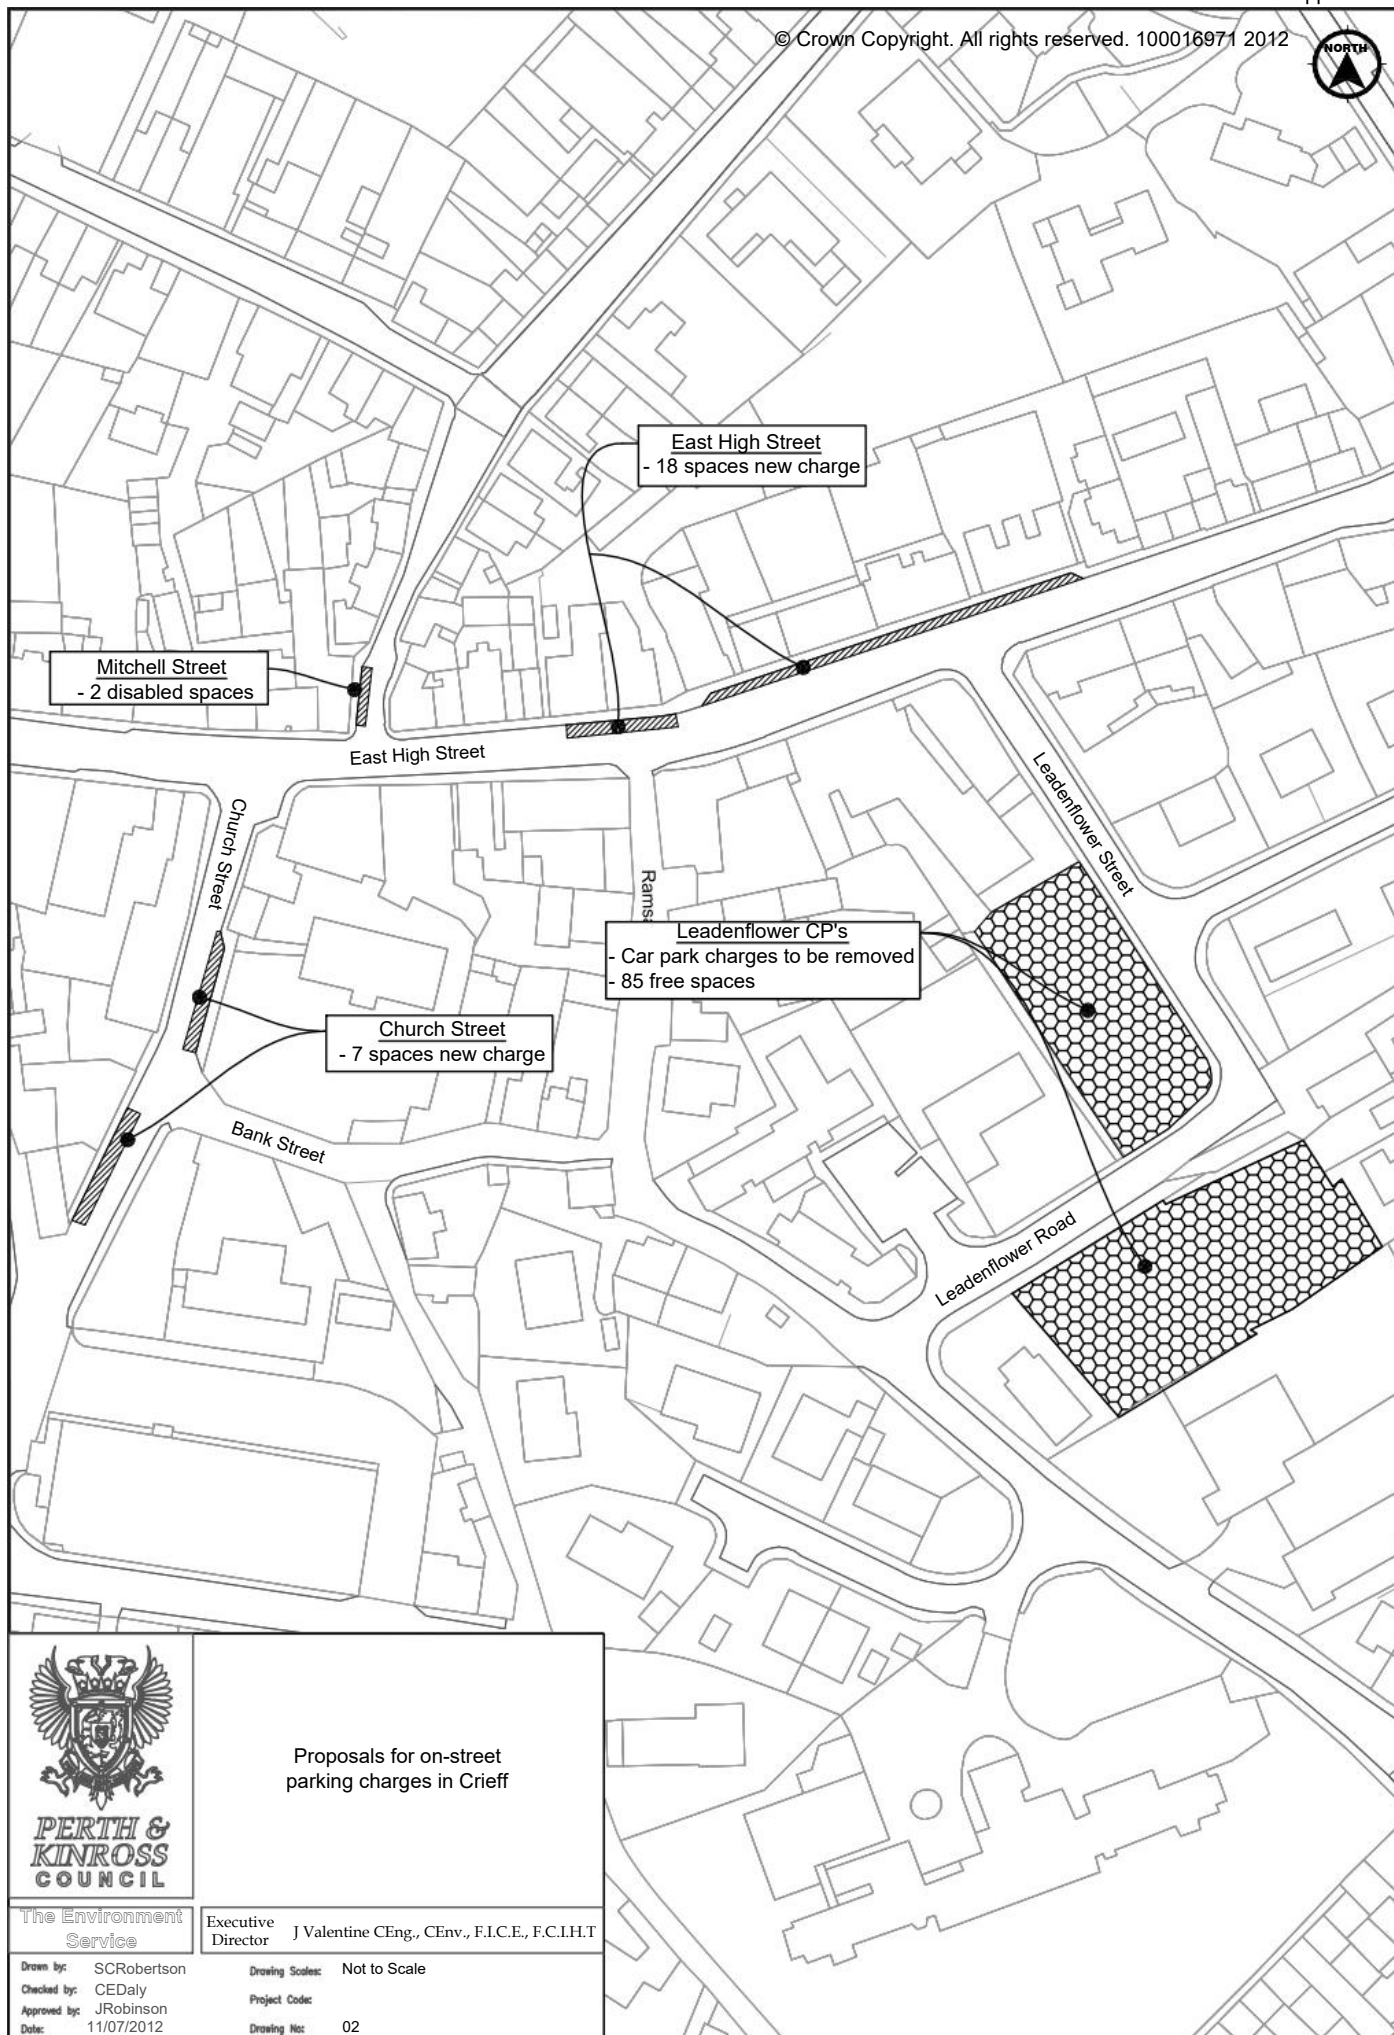 © Crown Copyright. All rights reserved. 100016971 2012
NORTH
East High Street
- 18 spaces new charge
Mitchell Street
- 2 disabled spaces
East High Street
Church Street
Leadenflower Street
Leadenflower CP's
- Car park charges to be removed
- 85 free spaces
Church Street
- 7 spaces new charge
Bank Street
Leadenflower Road
Proposals for on-street
parking charges in Crieff
PERTH &
KINROSS
COUNCIL
The Environment
Service
Executive
Director
J Valentine CEng., CEnv., F.I.C.E., F.C.I.H.T
Drawn by: SCRobertson
Checked by: CEDaly
Approved by: JRobinson
Date: 11/07/2012
Drawing Scales: Not to Scale
Project Code:
Drawing No: 02